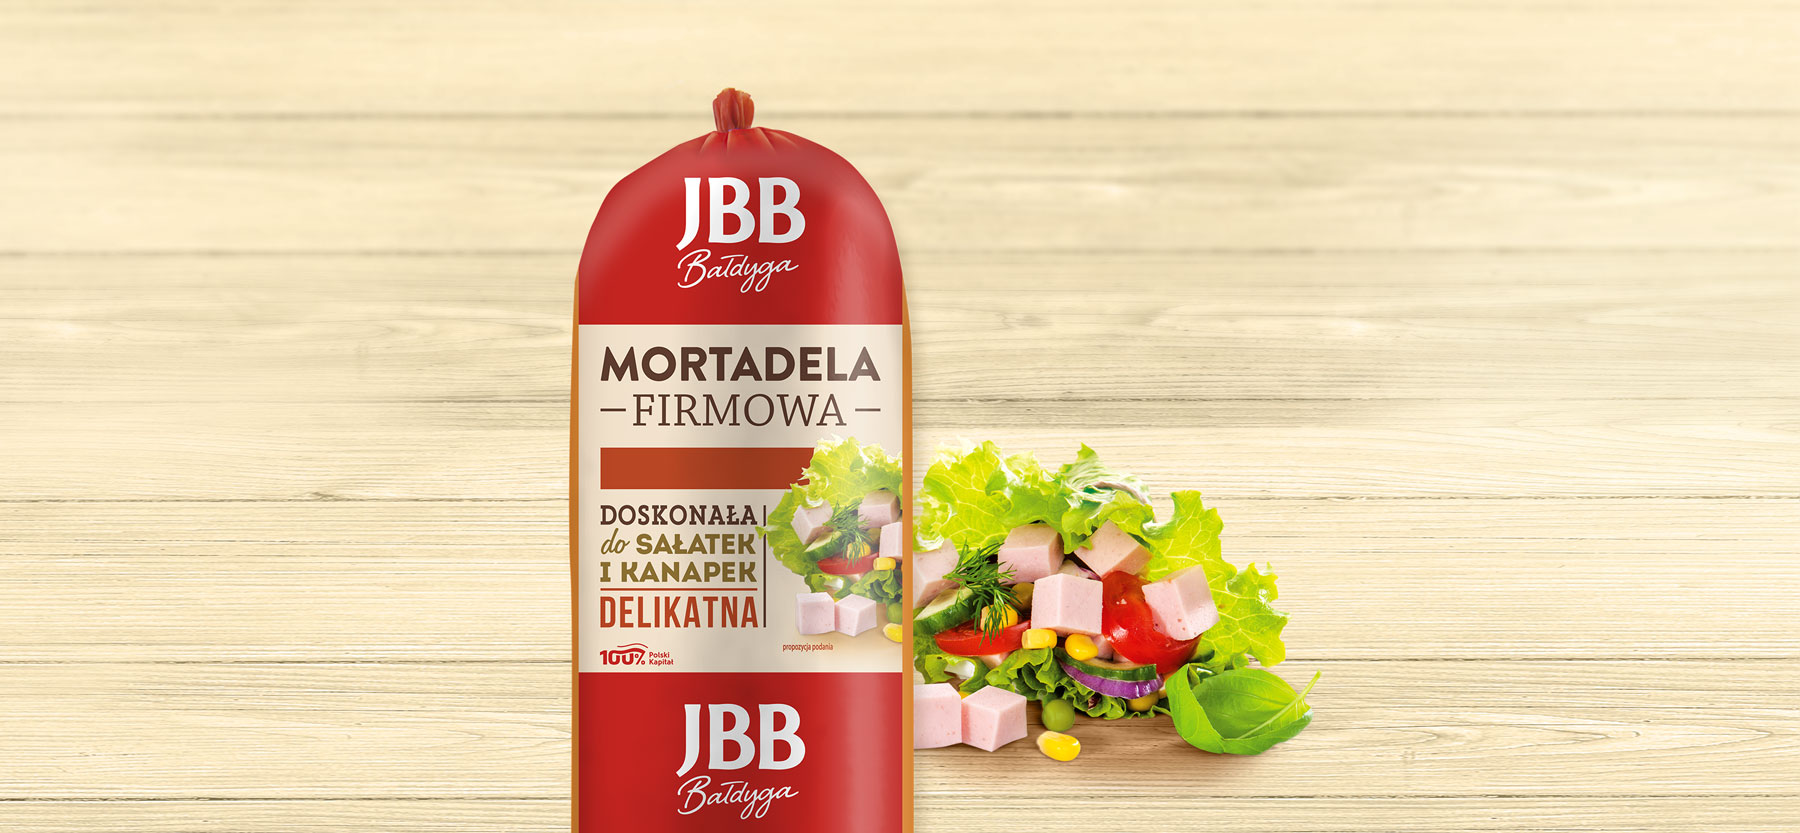 JBB
Bałdyga
MORTADELA
–FIRMOWA–
DOSKONAŁA
do SAŁATEK
I KANAPEK
DELIKATNA
100% Polski
Kapitał
propozycja podania
JBB
Bałdyga